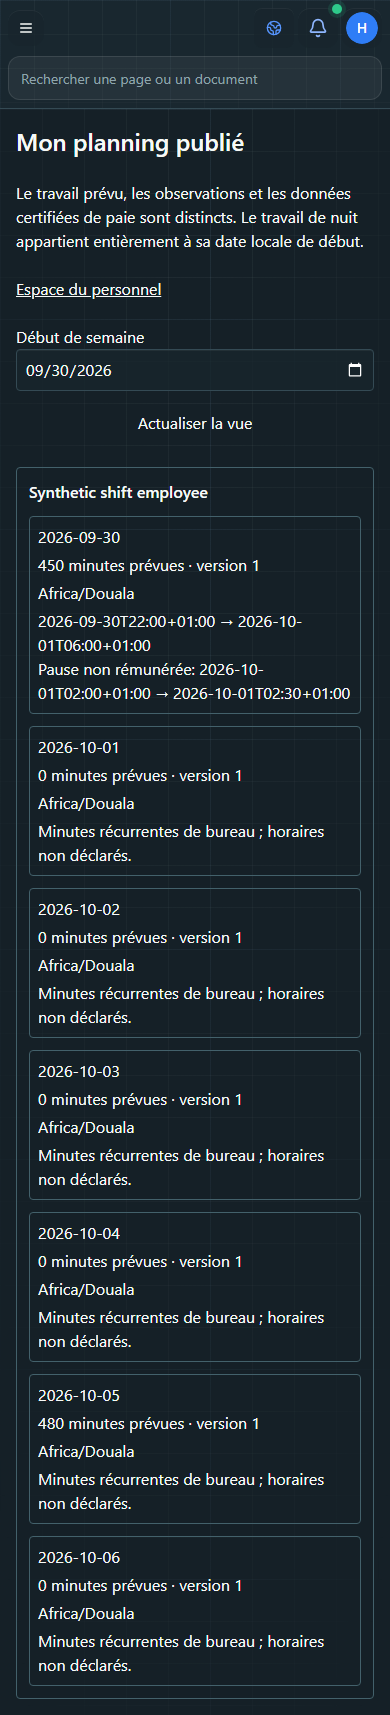 H
Rechercher une page ou un document
Mon planning publié
Le travail prévu, les observations et les données
certifiées de paie sont distincts. Le travail de nuit
appartient entièrement à sa date locale de début.
Espace du personnel
Début de semaine
09/30/2026
Actualiser la vue
Synthetic shift employee
2026-09-30
450 minutes prévues · version 1
Africa/Douala
2026-09-30T22:00+01:00 → 2026-10-
01T06:00+01:00
Pause non rémunérée: 2026-10-
01T02:00+01:00 → 2026-10-01T02:30+01:00
2026-10-01
0 minutes prévues · version 1
Africa/Douala
Minutes récurrentes de bureau ; horaires
non déclarés.
2026-10-02
0 minutes prévues · version 1
Africa/Douala
Minutes récurrentes de bureau ; horaires
non déclarés.
2026-10-03
0 minutes prévues · version 1
Africa/Douala
Minutes récurrentes de bureau ; horaires
non déclarés.
2026-10-04
0 minutes prévues · version 1
Africa/Douala
Minutes récurrentes de bureau ; horaires
non déclarés.
2026-10-05
480 minutes prévues · version 1
Africa/Douala
Minutes récurrentes de bureau ; horaires
non déclarés.
2026-10-06
0 minutes prévues · version 1
Africa/Douala
Minutes récurrentes de bureau ; horaires
non déclarés.